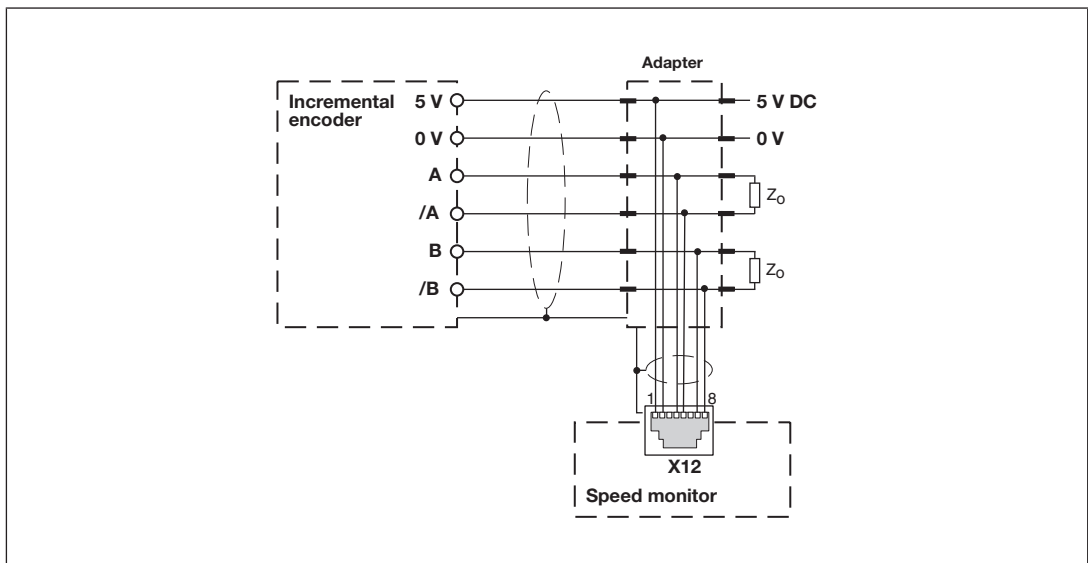 Adapter
Incremental
encoder
5 V
5 V DC
0 V
0 V
A
/A
Z0
B
/B
Z0
1
8
X12
Speed monitor